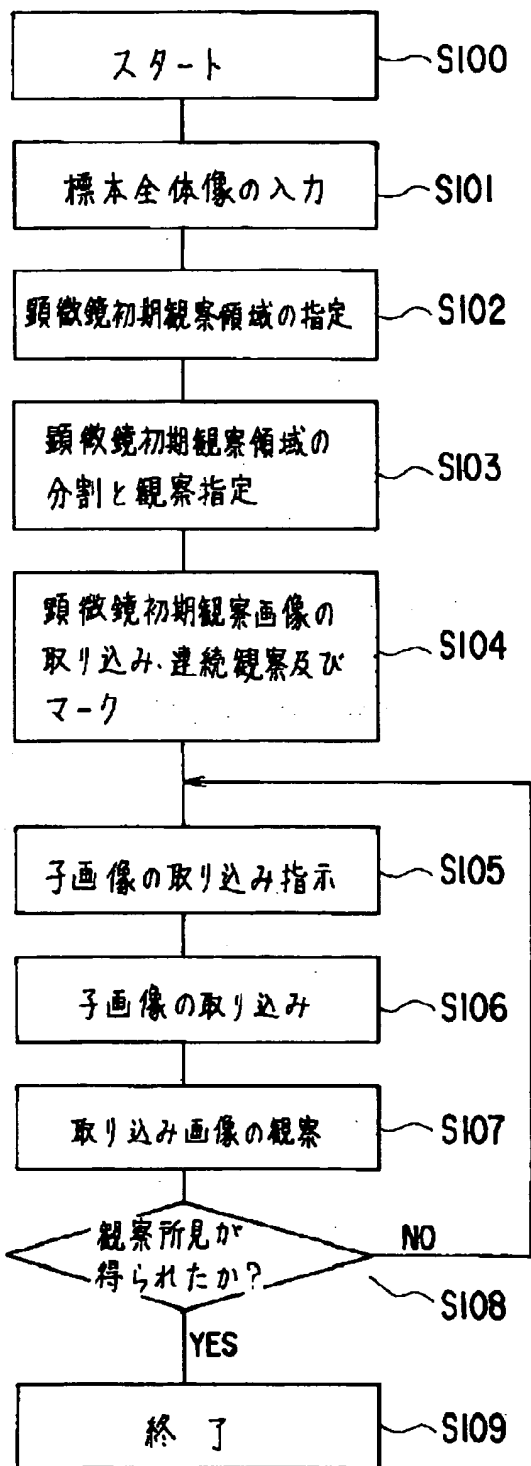 スタート
S100
標本全体像の入力
S101
顕微鏡初期観察領域の指定
S102
顕微鏡初期観察領域の
分割と観察指定
S103
顕微鏡初期観察画像の
取り込み、連続観察及び
マーク
S104
子画像の取り込み指示
S105
子画像の取り込み
S106
取り込み画像の観察
S107
観察所見が
得られたか?
NO
S108
YES
終了
S109